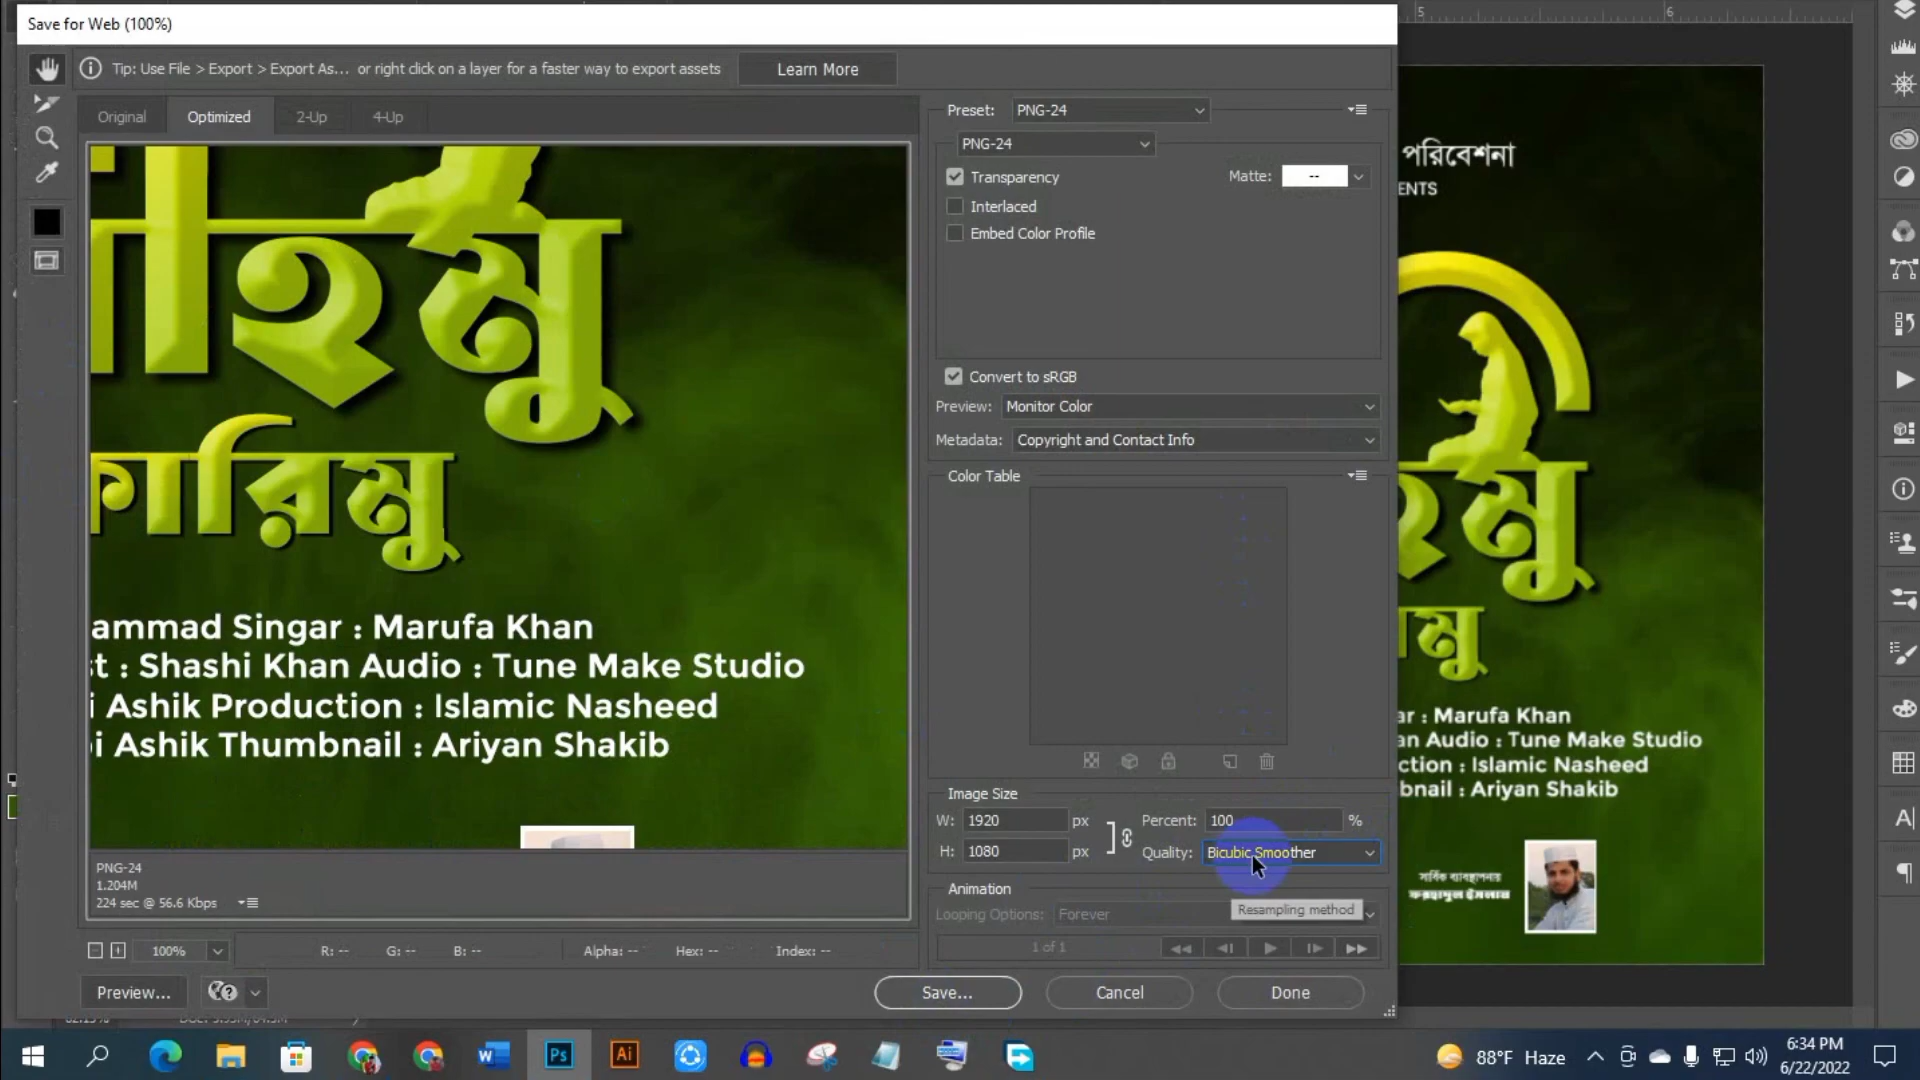 Save for Web (100%)
Tip: Use File > Export > Export As... or right click on a layer for a faster way to export assets
Learn More
Original
Optimized
2-Up
4-Up
হমু
কারিমু
ammad Singar : Marufa Khan
st : Shashi Khan Audio : Tune Make Studio
i Ashik Production : Islamic Nasheed
oi Ashik Thumbnail : Ariyan Shakib
PNG-24
1.204M
224 sec @ 56.6 Kbps
100%
R: --
G: --
B: --
Alpha: --
Hex: --
Index: --
Preview...
Preset: PNG-24
PNG-24
Transparency
Matte: --
Interlaced
Embed Color Profile
Convert to sRGB
Preview: Monitor Color
Metadata: Copyright and Contact Info
Color Table
Image Size
W: 1920 px
Percent: 100 %
H: 1080 px
Quality: Bicubic Smoother
Animation
Looping Options: Forever
Resampling method
1 of 1
Save...
Cancel
Done
5
6
পরিবেশনা
ENTS
মু
ar : Marufa Khan
an Audio : Tune Make Studio
ction : Islamic Nasheed
bnail : Ariyan Shakib
সার্বিক ব্যবস্থাপনায়
88°F Haze
6:34 PM
6/22/2022